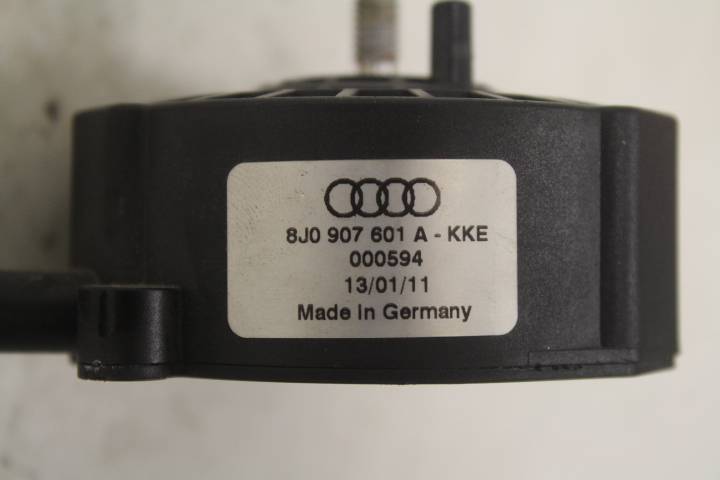 8J0 907 601 A - KKE
000594
13/01/11
Made in Germany